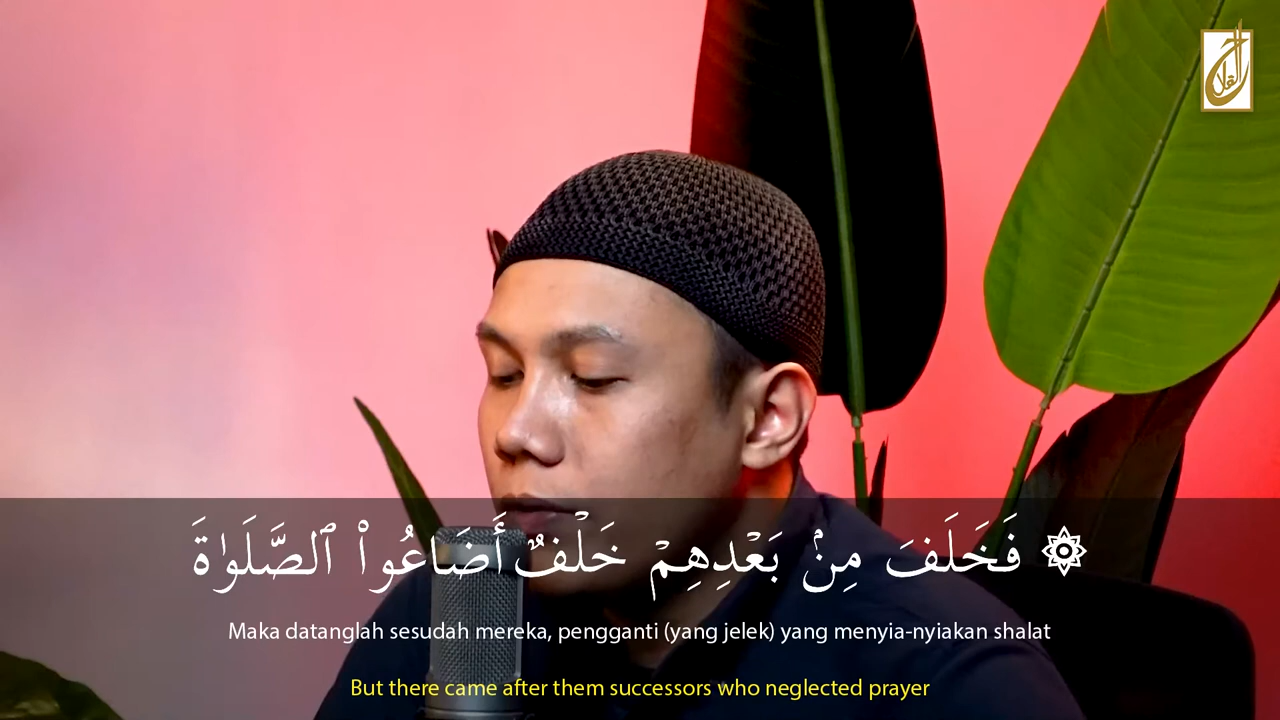 ۞ فَخَلَفَ مِنۢ بَعْدِهِمْ خَلْفٌ أَضَاعُوا۟ ٱلصَّلَوٰةَ
Maka datanglah sesudah mereka, pengganti (yang jelek) yang menyia-nyiakan shalat
But there came after them successors who neglected prayer